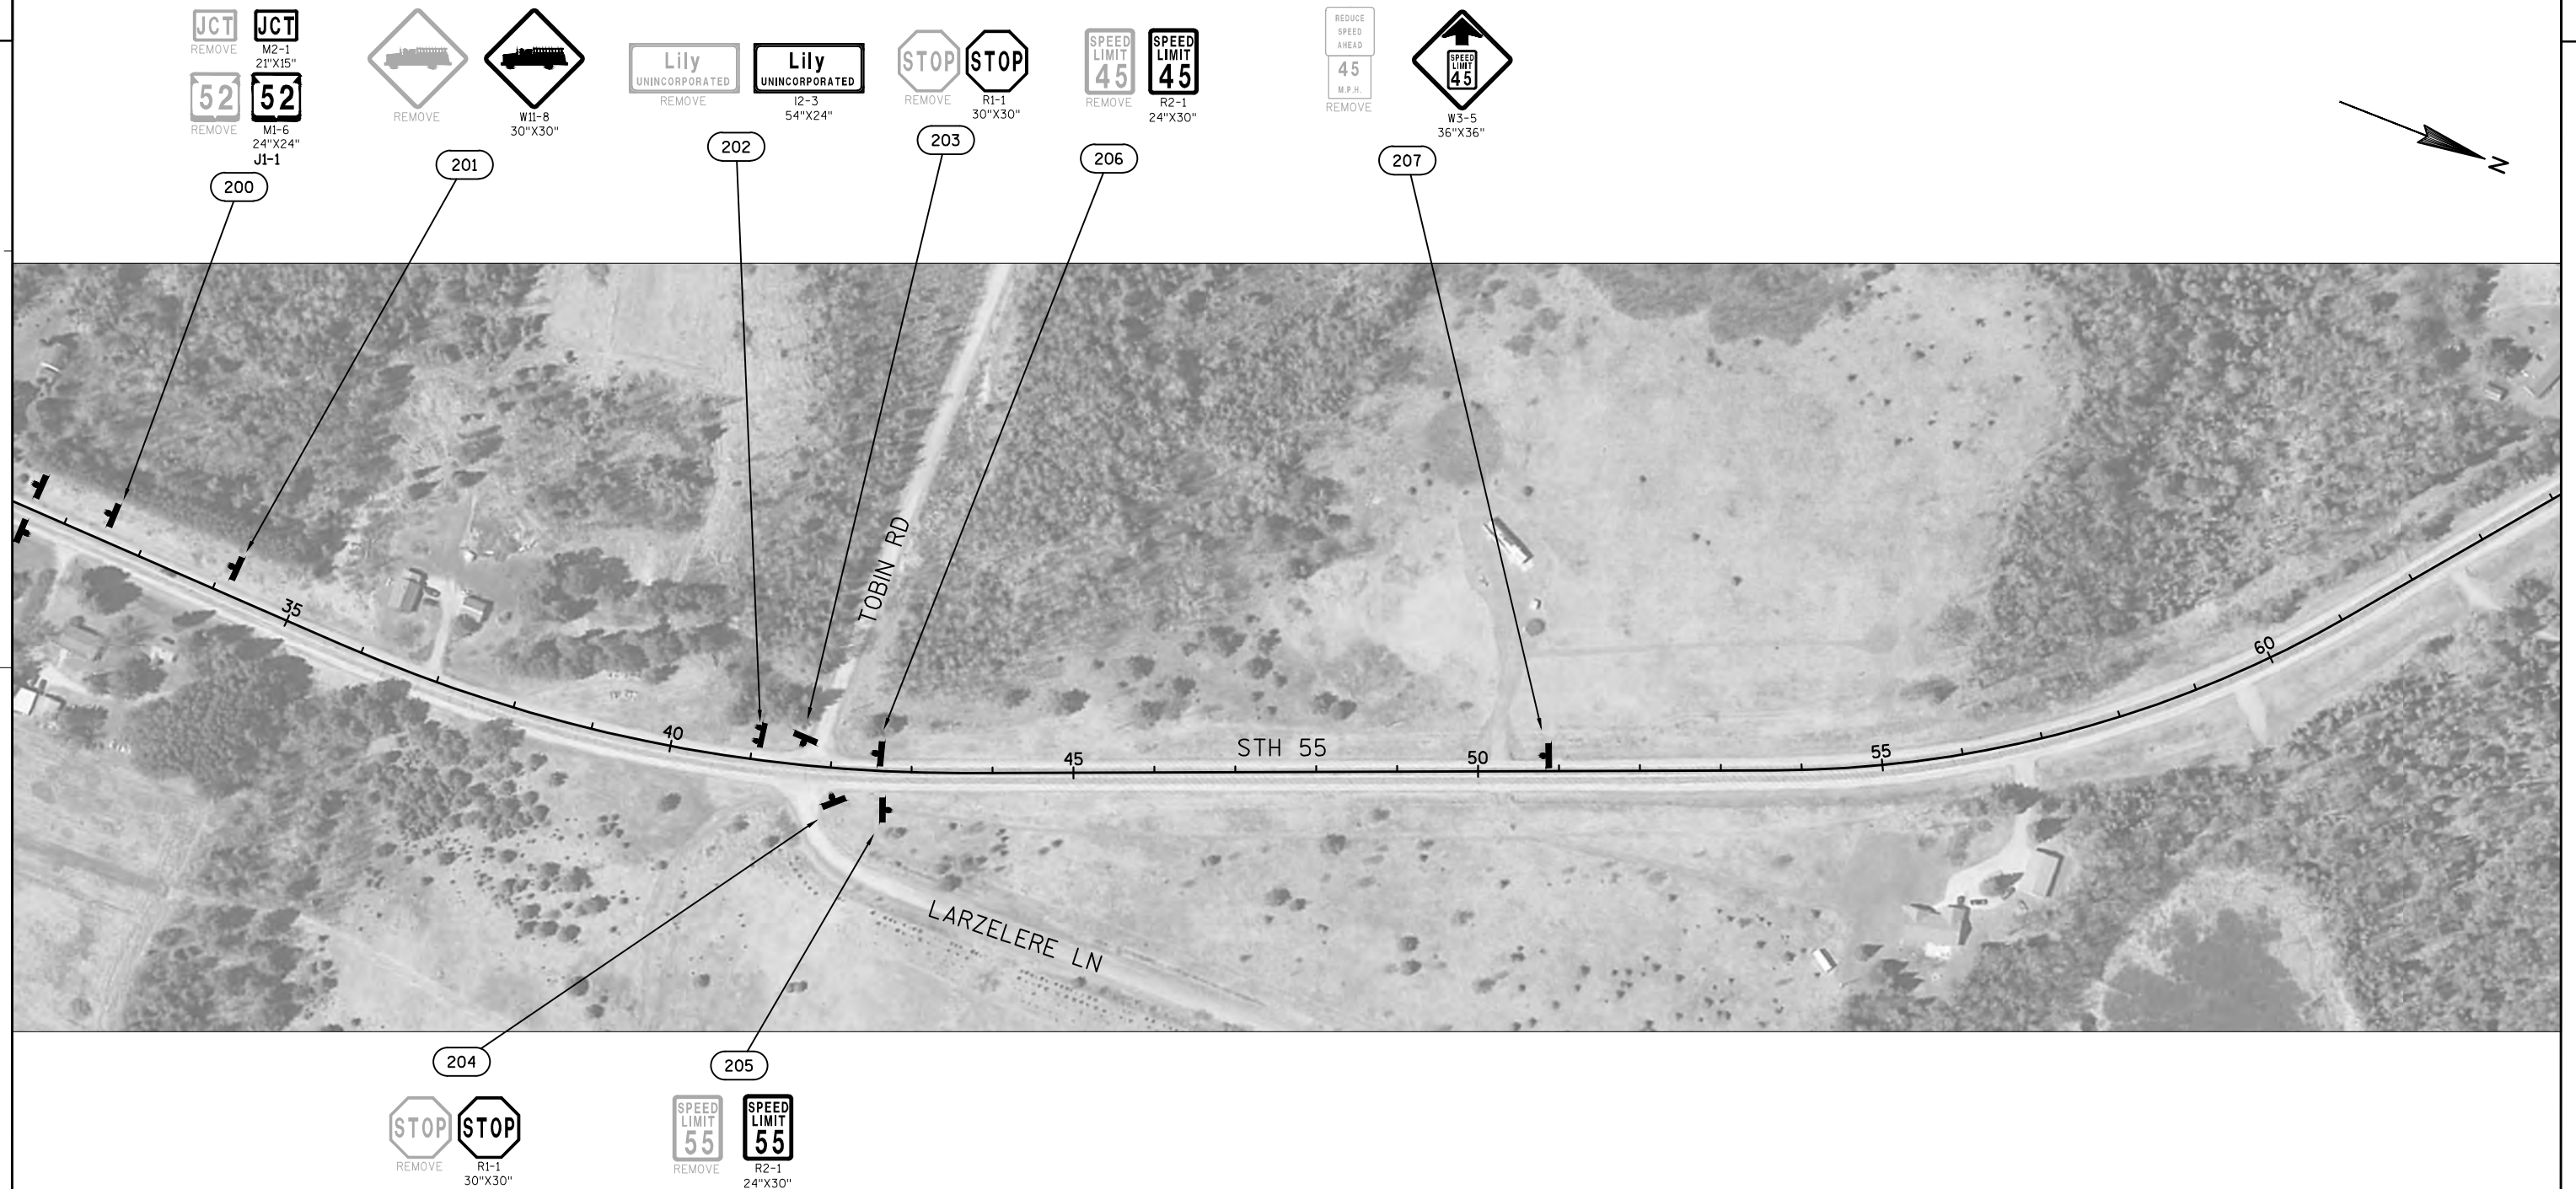 JCT
REMOVE
JCT
M2-1
21"X15"
52
REMOVE
52
M1-6
24"X24"
J1-1
200
REMOVE
W11-8
30"X30"
201
Lily
UNINCORPORATED
REMOVE
Lily
UNINCORPORATED
I2-3
54"X24"
202
STOP
REMOVE
STOP
R1-1
30"X30"
203
SPEED
LIMIT
45
REMOVE
SPEED
LIMIT
45
R2-1
24"X30"
206
REDUCE
SPEED
AHEAD
45
M.P.H.
REMOVE
SPEED
LIMIT
45
W3-5
36"X36"
207
N
TOBIN RD
35
40
45
STH 55
50
55
60
LARZELERE LN
204
STOP
REMOVE
STOP
R1-1
30"X30"
205
SPEED
LIMIT
55
REMOVE
SPEED
LIMIT
55
R2-1
24"X30"